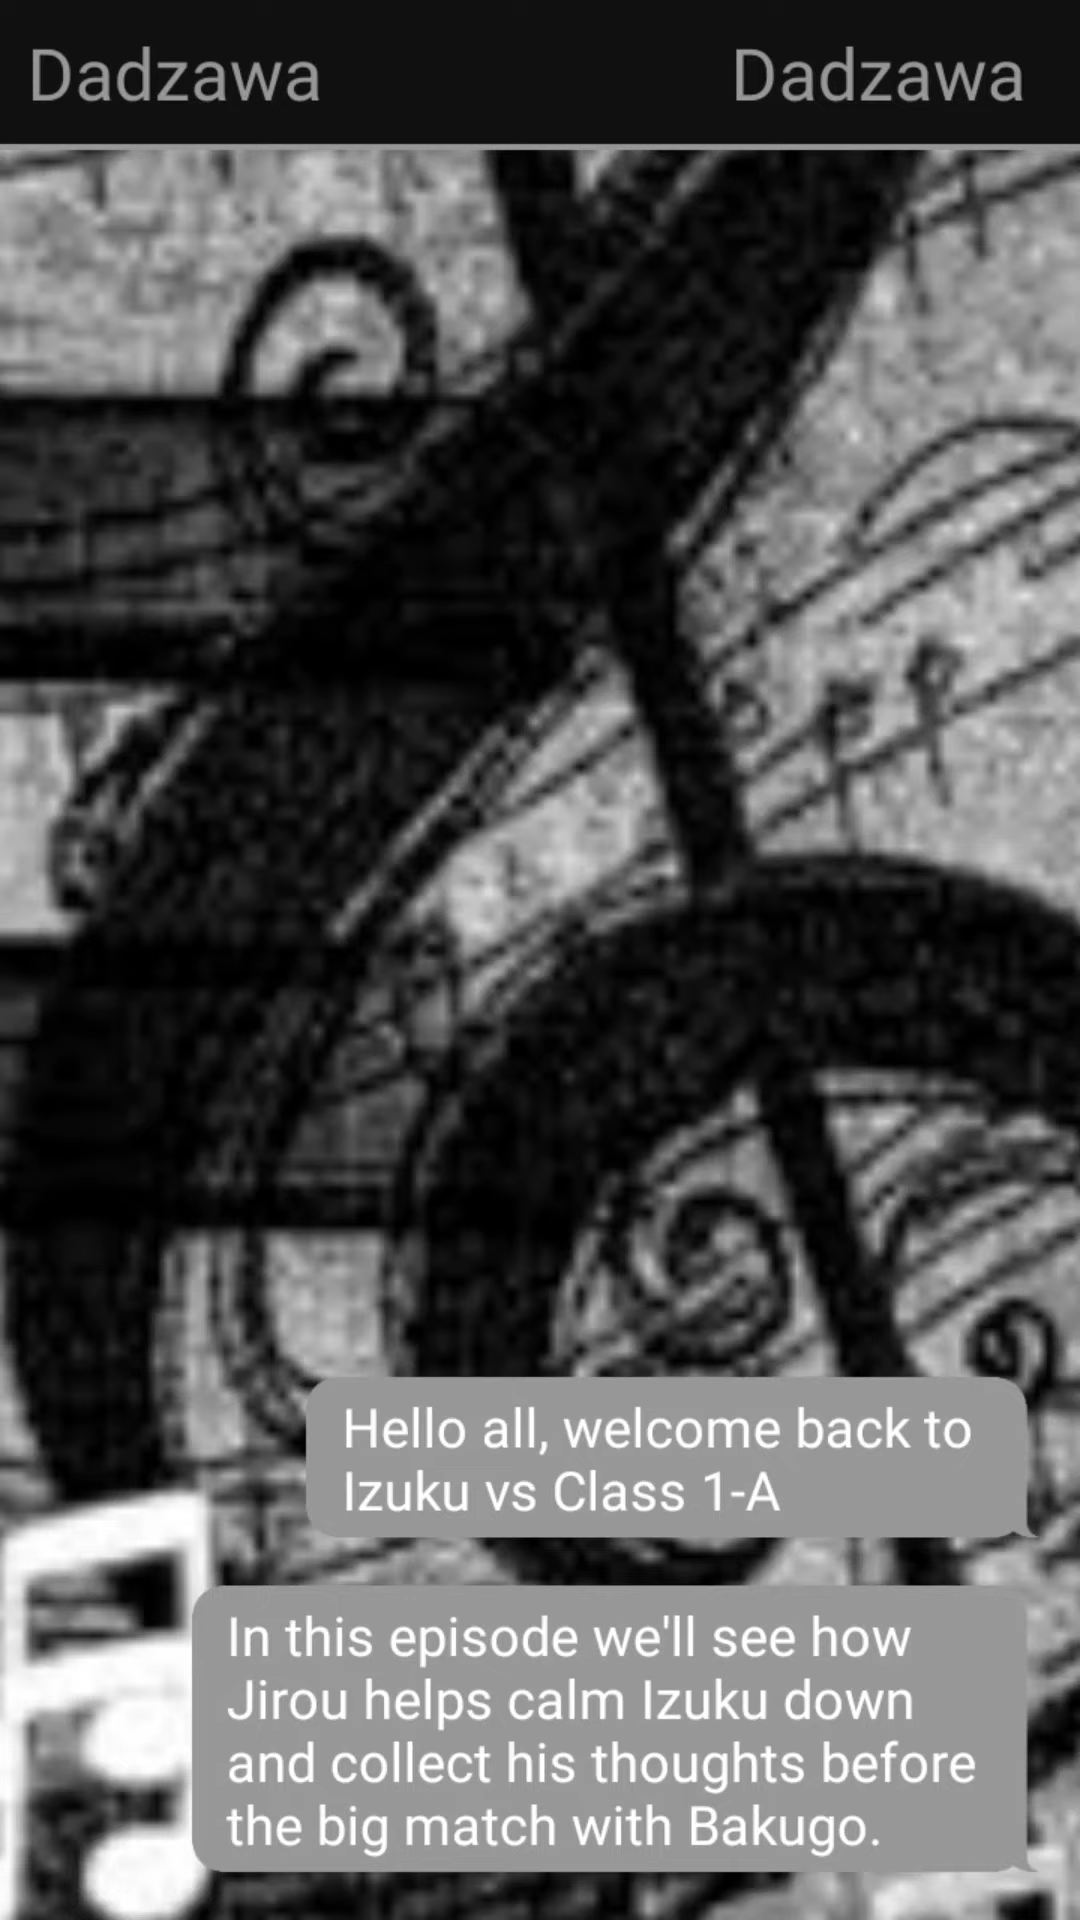 Dadzawa Dadzawa
Hello all, welcome back to
Izuku vs Class 1-A
In this episode we'll see how
Jirou helps calm Izuku down
and collect his thoughts before
the big match with Bakugo.